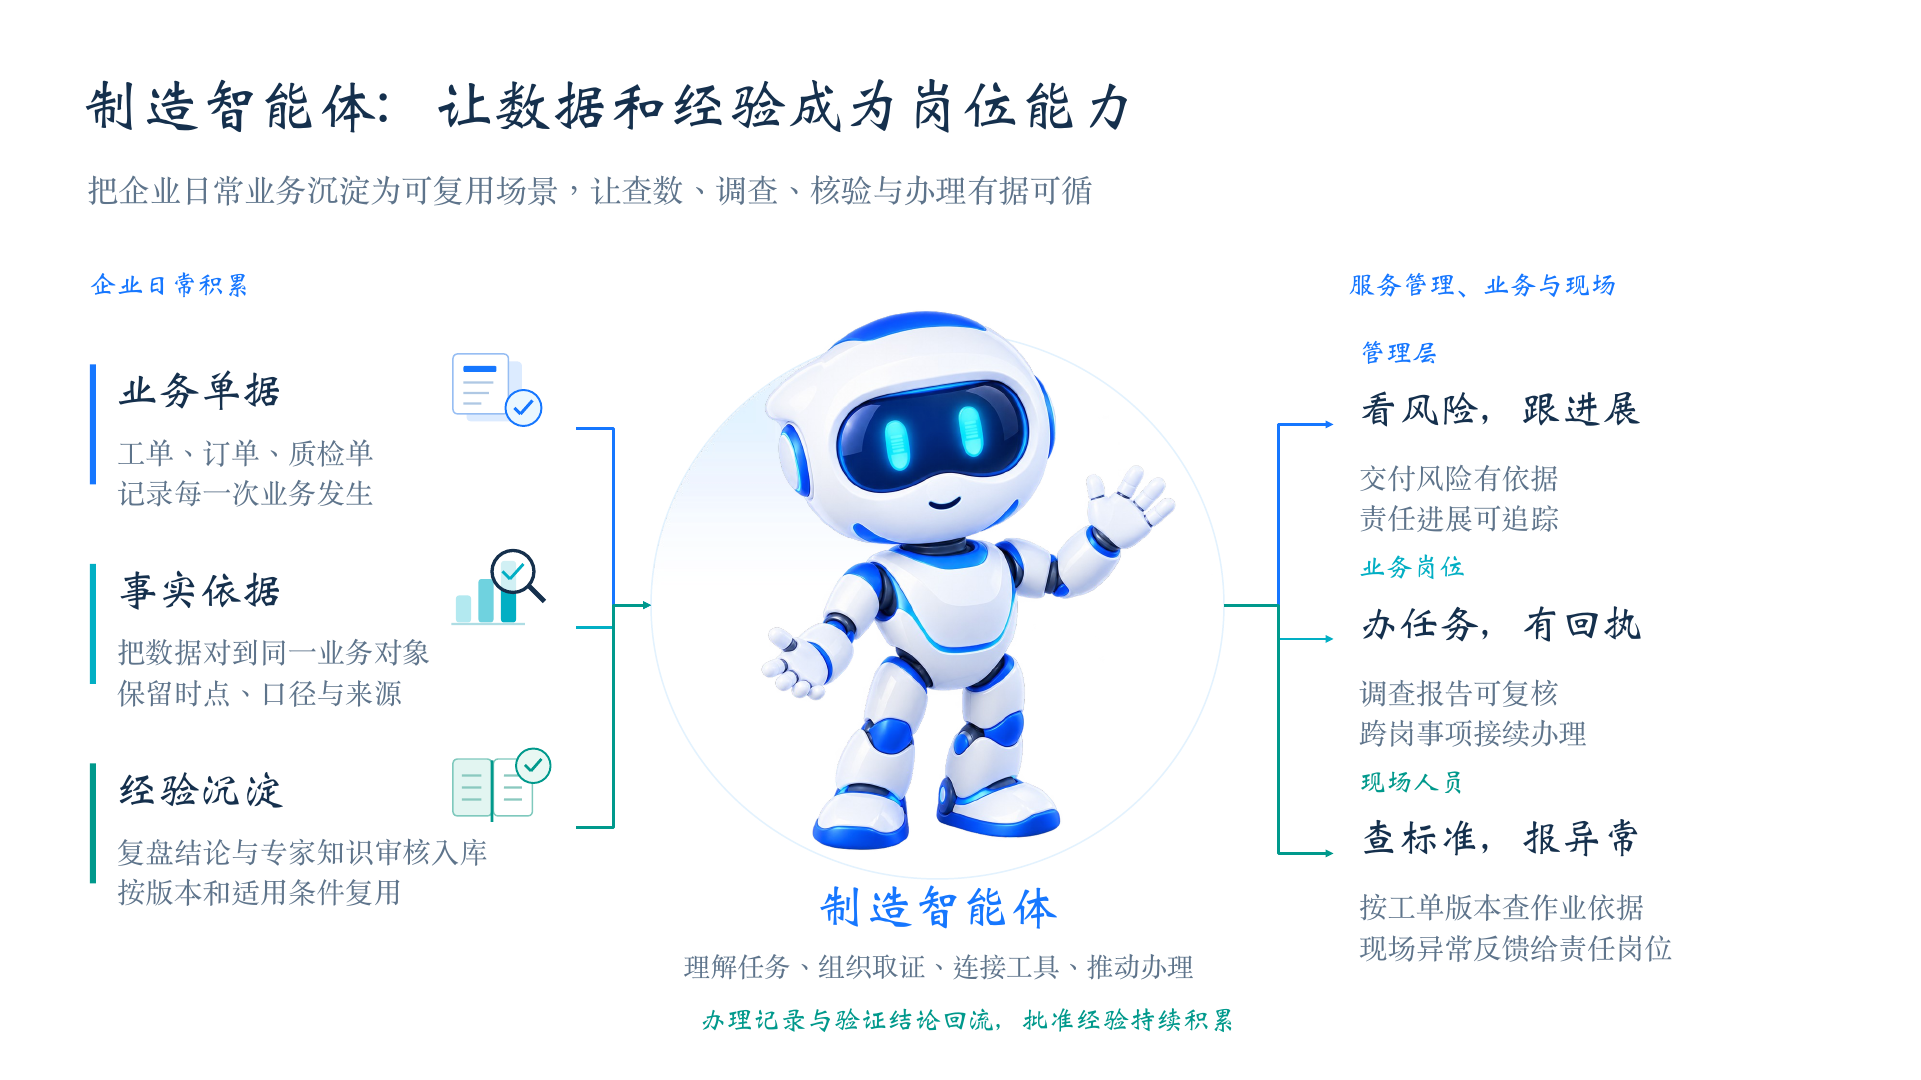 制造智能体：让数据和经验成为岗位能力
把企业日常业务沉淀为可复用场景，让查数、调查、核验与办理有据可循
企业日常积累
业务单据
工单、订单、质检单
记录每一次业务发生
事实依据
把数据对到同一业务对象
保留时点、口径与来源
经验沉淀
复盘结论与专家知识审核入库
按版本和适用条件复用
制造智能体
理解任务、组织取证、连接工具、推动办理
办理记录与验证结论回流，批准经验持续积累
服务管理、业务与现场
管理层
看风险，跟进展
交付风险有依据
责任进展可追踪
业务岗位
办任务，有回执
调查报告可复核
跨岗事项接续办理
现场人员
查标准，报异常
按工单版本查作业依据
现场异常反馈给责任岗位